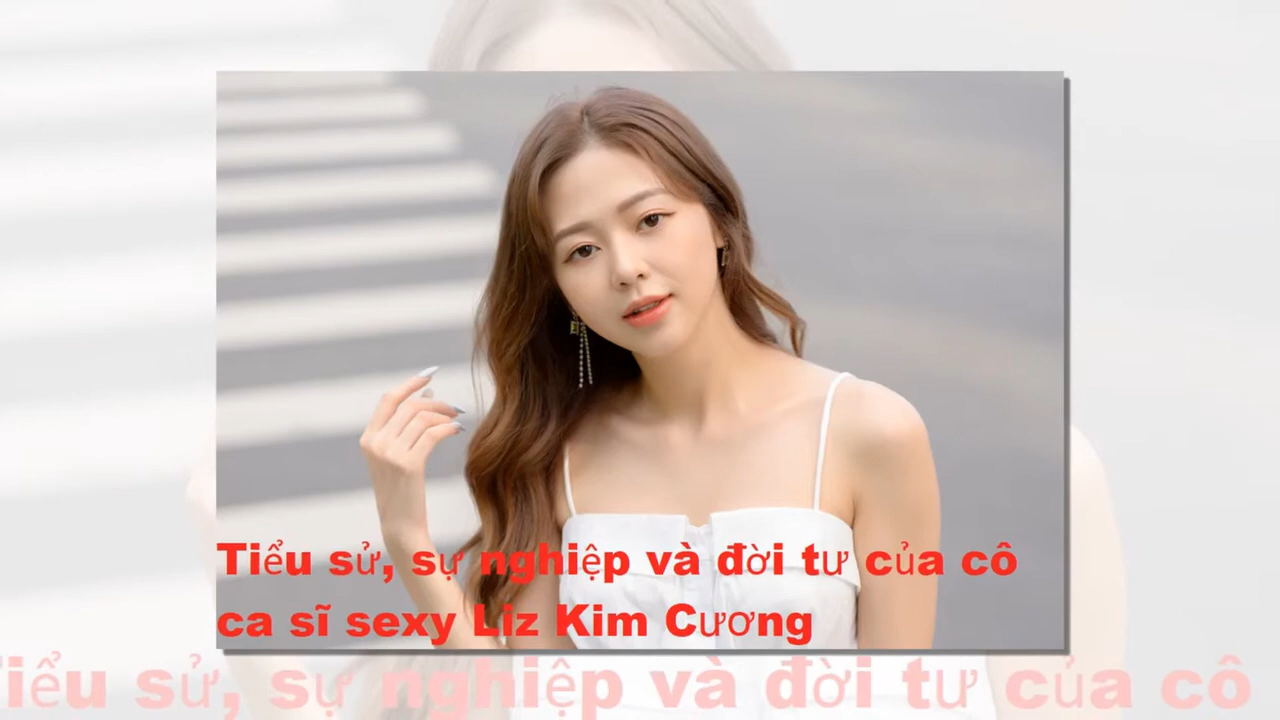 Tiểu sử, sự nghiệp và đời tư của cô
ca sĩ sexy Liz Kim Cương
Tiểu sử, sự nghiệp và đời tư của cô